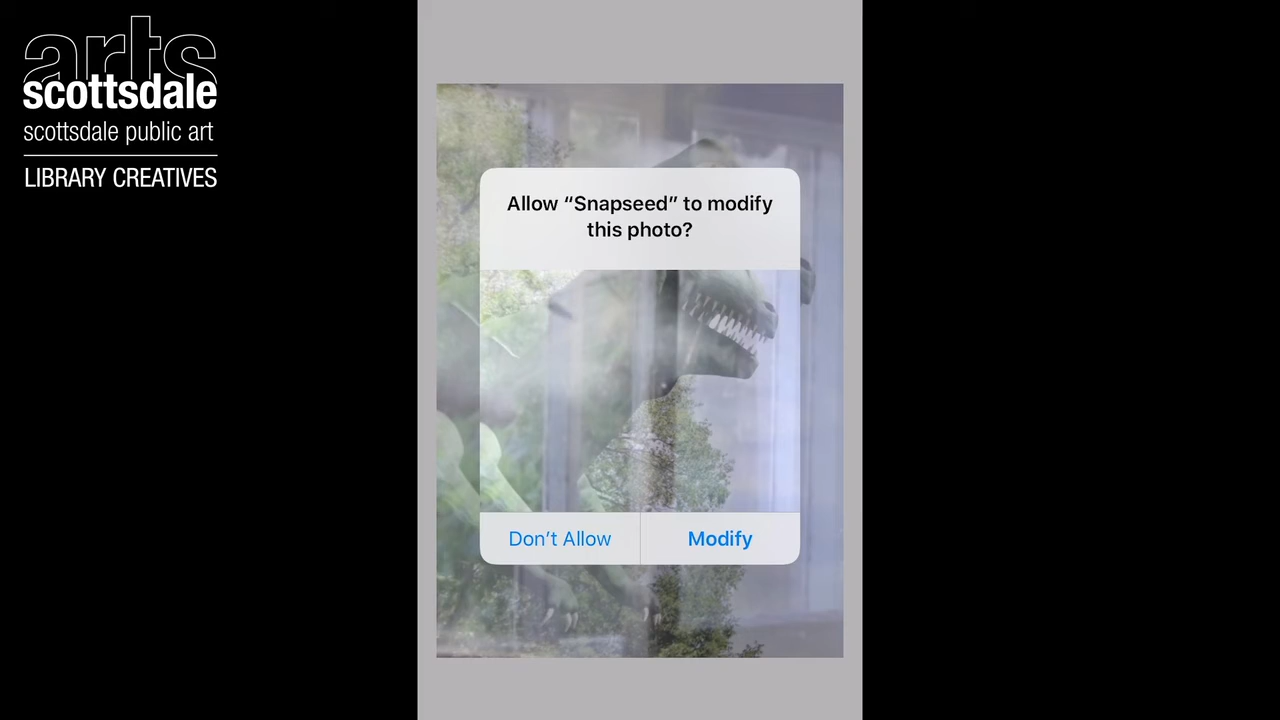 arts
scottsdale
scottsdale public art
LIBRARY CREATIVES
Allow “Snapseed” to modify
this photo?
Don’t Allow
Modify